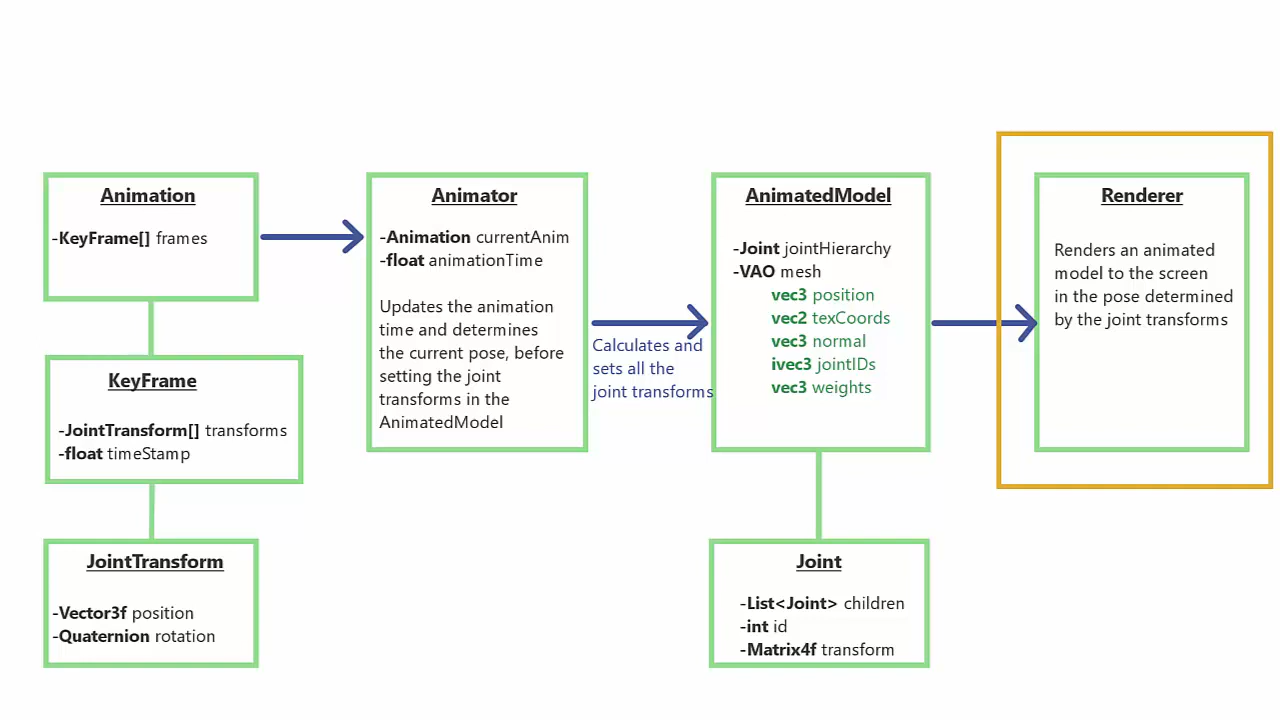 Animation
-KeyFrame[] frames
KeyFrame
-JointTransform[] transforms
-float timeStamp
JointTransform
-Vector3f position
-Quaternion rotation
Animator
-Animation currentAnim
-float animationTime
Updates the animation
time and determines
the current pose, before
setting the joint
transforms in the
AnimatedModel
Calculates and
sets all the
joint transforms
AnimatedModel
-Joint jointHierarchy
-VAO mesh
vec3 position
vec2 texCoords
vec3 normal
ivec3 jointIDs
vec3 weights
Joint
-List<Joint> children
-int id
-Matrix4f transform
Renderer
Renders an animated
model to the screen
in the pose determined
by the joint transforms